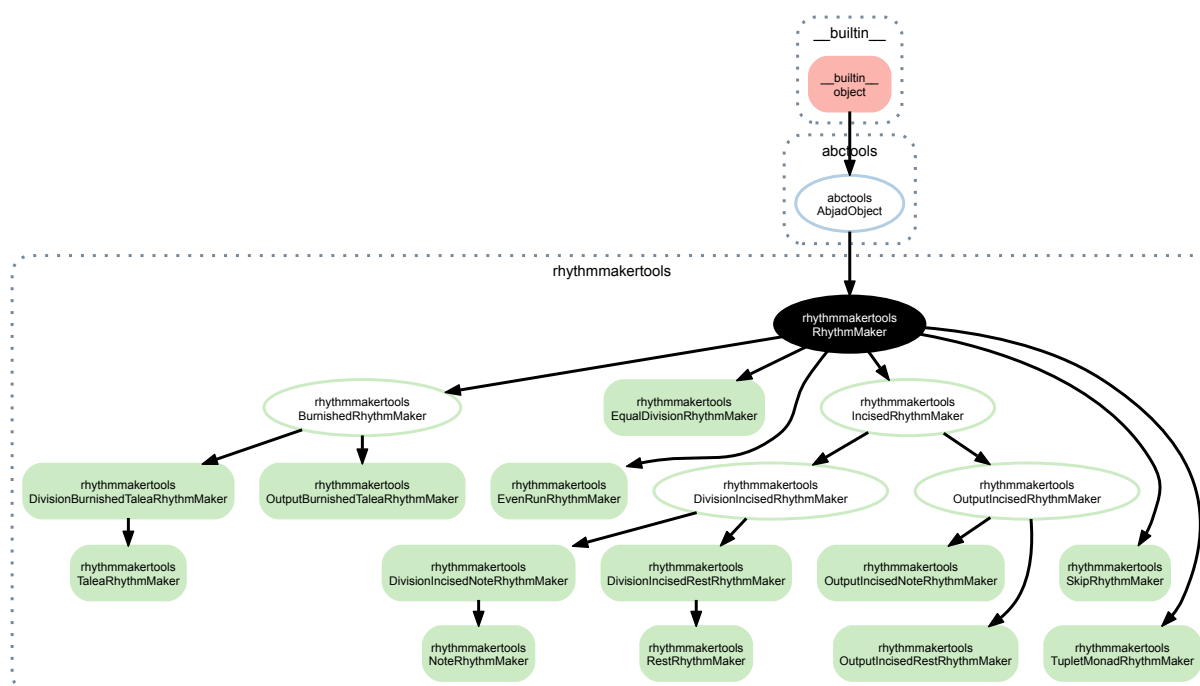 __builtin__
__builtin__
object
abctools
abctools
AbjadObject
rhythmmakertools
rhythmmakertools
RhythmMaker
rhythmmakertools
BurnishedRhythmMaker
rhythmmakertools
EqualDivisionRhythmMaker
rhythmmakertools
IncisedRhythmMaker
rhythmmakertools
DivisionBurnishedTaleaRhythmMaker
rhythmmakertools
OutputBurnishedTaleaRhythmMaker
rhythmmakertools
EvenRunRhythmMaker
rhythmmakertools
DivisionIncisedRhythmMaker
rhythmmakertools
OutputIncisedRhythmMaker
rhythmmakertools
TaleaRhythmMaker
rhythmmakertools
DivisionIncisedNoteRhythmMaker
rhythmmakertools
DivisionIncisedRestRhythmMaker
rhythmmakertools
OutputIncisedNoteRhythmMaker
rhythmmakertools
SkipRhythmMaker
rhythmmakertools
NoteRhythmMaker
rhythmmakertools
RestRhythmMaker
rhythmmakertools
OutputIncisedRestRhythmMaker
rhythmmakertools
TupletMonadRhythmMaker